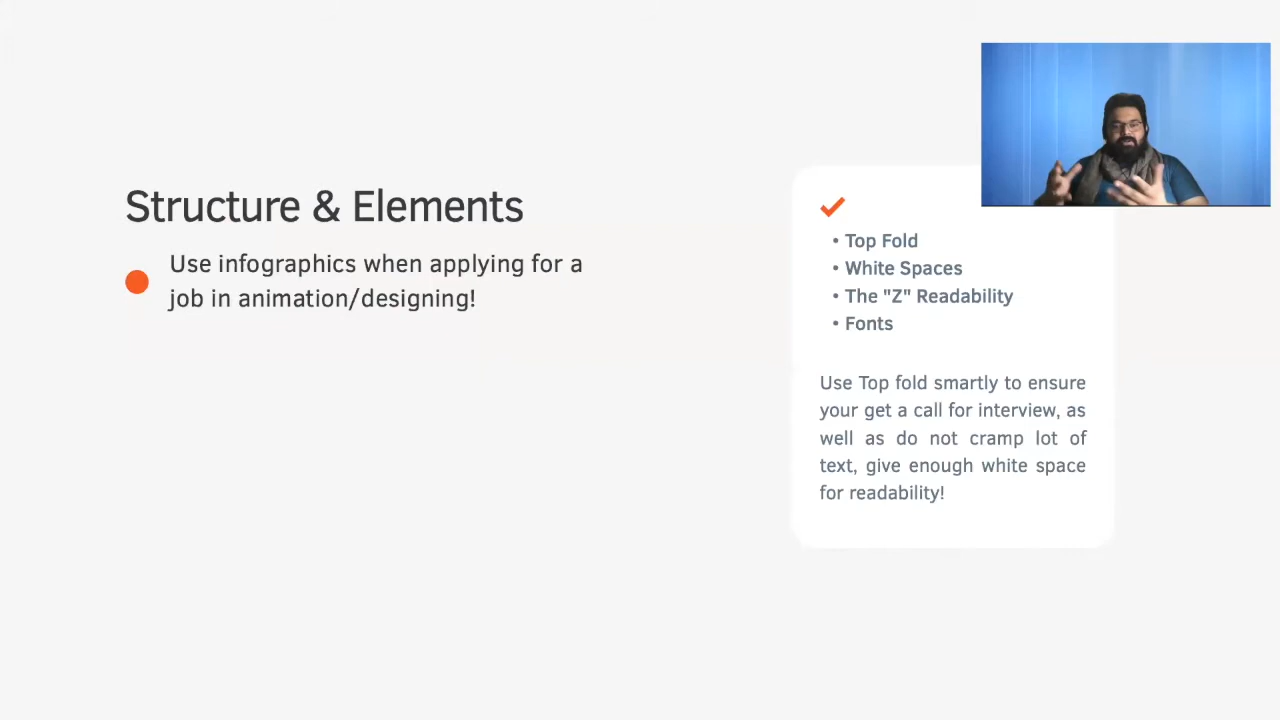 Structure & Elements
Use infographics when applying for a
job in animation/designing!
• Top Fold
• White Spaces
• The "Z" Readability
• Fonts
Use Top fold smartly to ensure
your get a call for interview, as
well as do not cramp lot of
text, give enough white space
for readability!